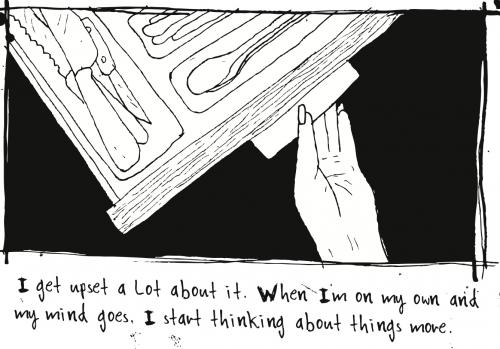 I get upset a lot about it. When I'm on my own and
my mind goes. I start thinking about things more.